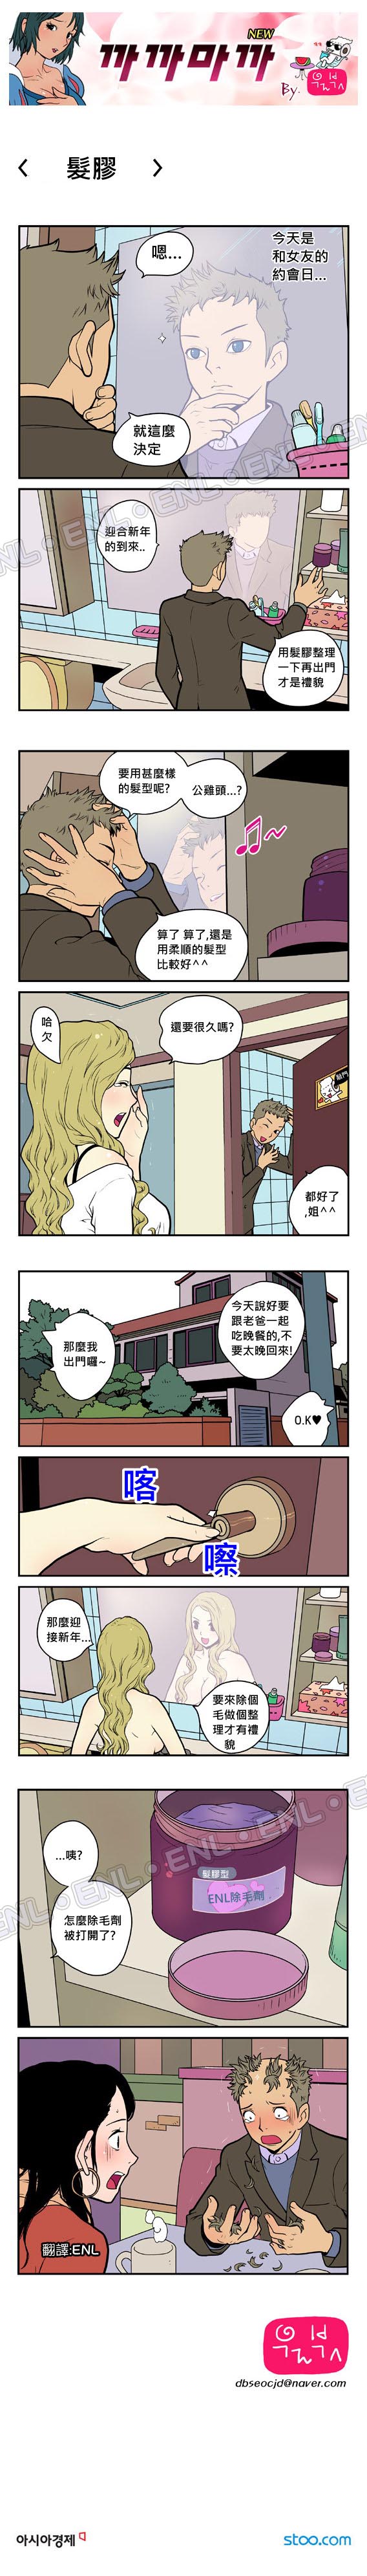 NEW
까까마까
By.
〈 髮膠 〉
嗯...
今天是
和女友的
約會日...
就這麼
決定
迎合新年
的到來..
用髮膠整理
一下再出門
才是禮貌
要用甚麼樣
的髮型呢?
公雞頭...?
算了 算了,還是
用柔順的髮型
比較好^^
哈
欠
還要很久嗎?
都好了
,姐^^
今天說好要
跟老爸一起
吃晚餐的,不
要太晚回來!
那麼我
出門囉~
O.K♥
喀
嚓
那麼迎
接新年...
要來除個
毛做個整
理才有禮
貌
...咦?
髮膠型
ENL除毛劑
怎麼除毛劑
被打開了?
翻譯:ENL
dbseocjd@naver.com
아시아경제
stoo.com
ENL • ENL • ENL • ENL